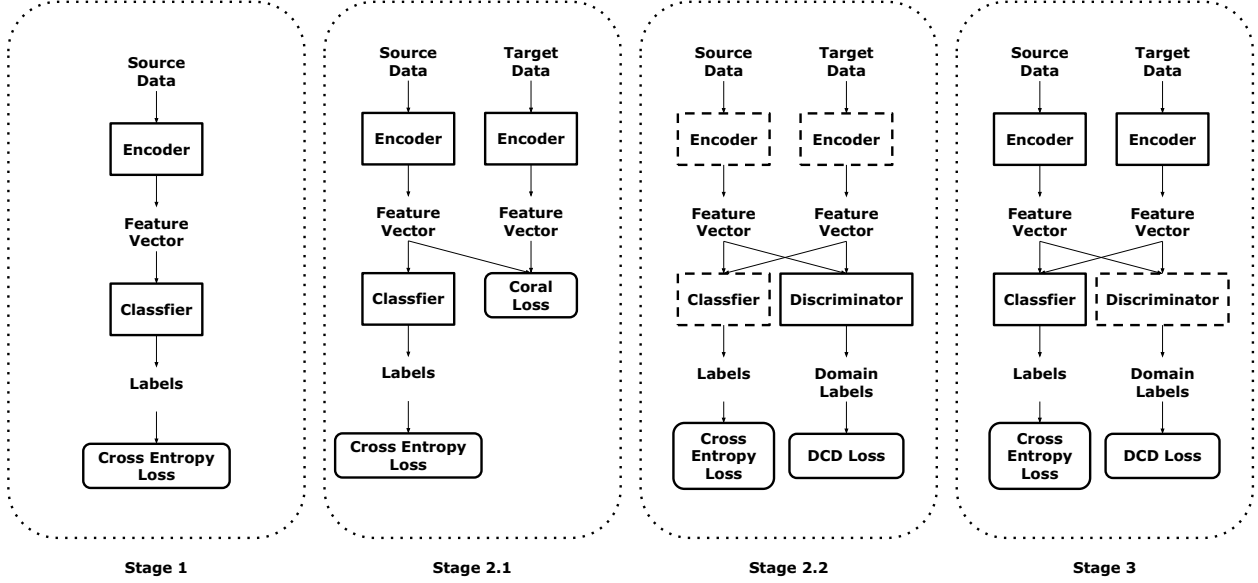 Source
Data
Encoder
Feature
Vector
Classfier
Labels
Cross Entropy
Loss
Stage 1
Source
Data
Target
Data
Encoder
Encoder
Feature
Vector
Feature
Vector
Classfier
Coral
Loss
Labels
Cross Entropy
Loss
Stage 2.1
Source
Data
Target
Data
Encoder
Encoder
Feature
Vector
Feature
Vector
Classfier
Discriminator
Labels
Domain
Labels
Cross
Entropy
Loss
DCD Loss
Stage 2.2
Source
Data
Target
Data
Encoder
Encoder
Feature
Vector
Feature
Vector
Classfier
Discriminator
Labels
Domain
Labels
Cross
Entropy
Loss
DCD Loss
Stage 3